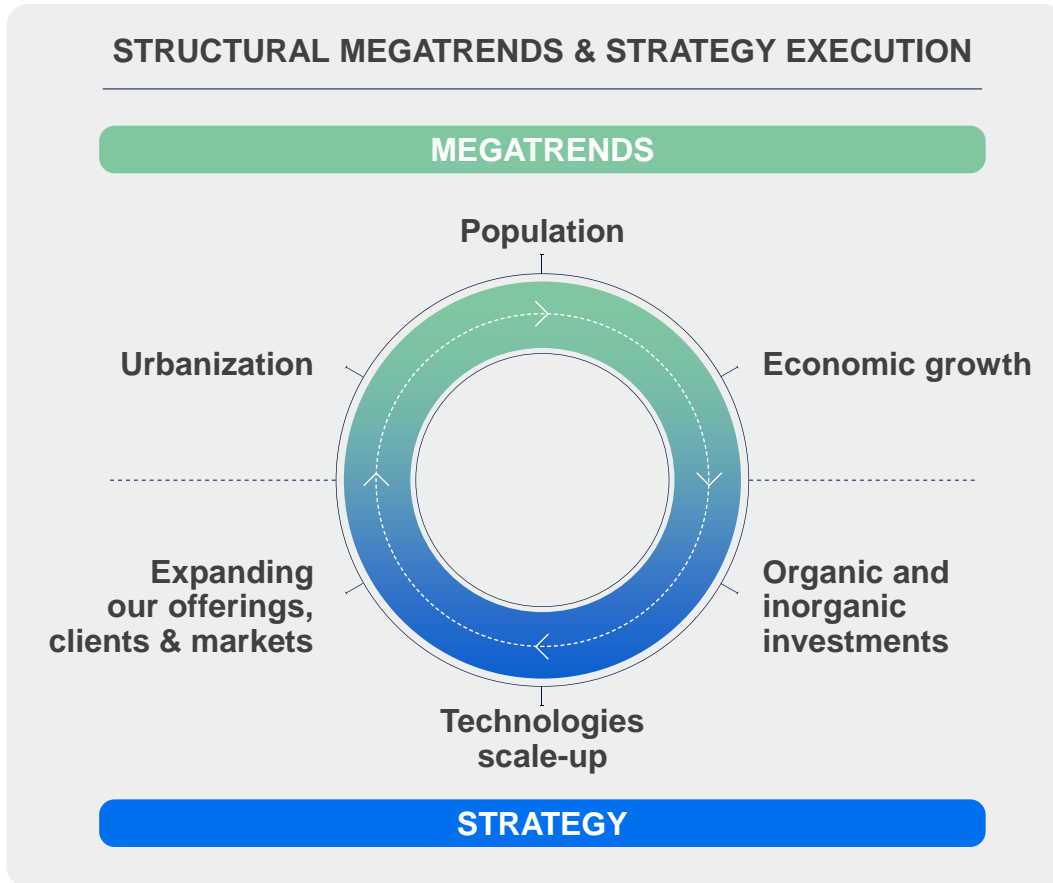 STRUCTURAL MEGATRENDS & STRATEGY EXECUTION
MEGATRENDS
Population
Urbanization
Economic growth
Expanding
our offerings,
clients & markets
Organic and
inorganic
investments
Technologies
scale-up
STRATEGY